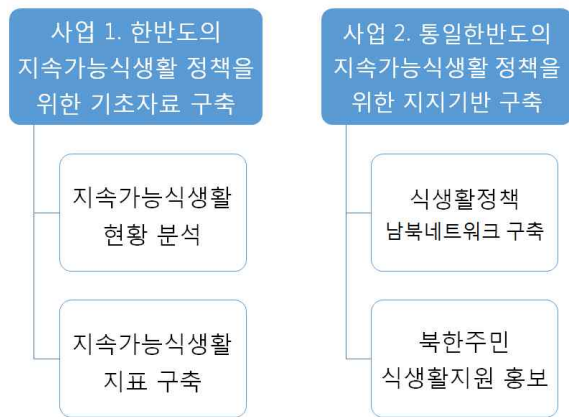 사업 1. 한반도의
지속가능식생활 정책을
위한 기초자료 구축
지속가능식생활
현황 분석
지속가능식생활
지표 구축
사업 2. 통일한반도의
지속가능식생활 정책을
위한 지지기반 구축
식생활정책
남북네트워크 구축
북한주민
식생활지원 홍보